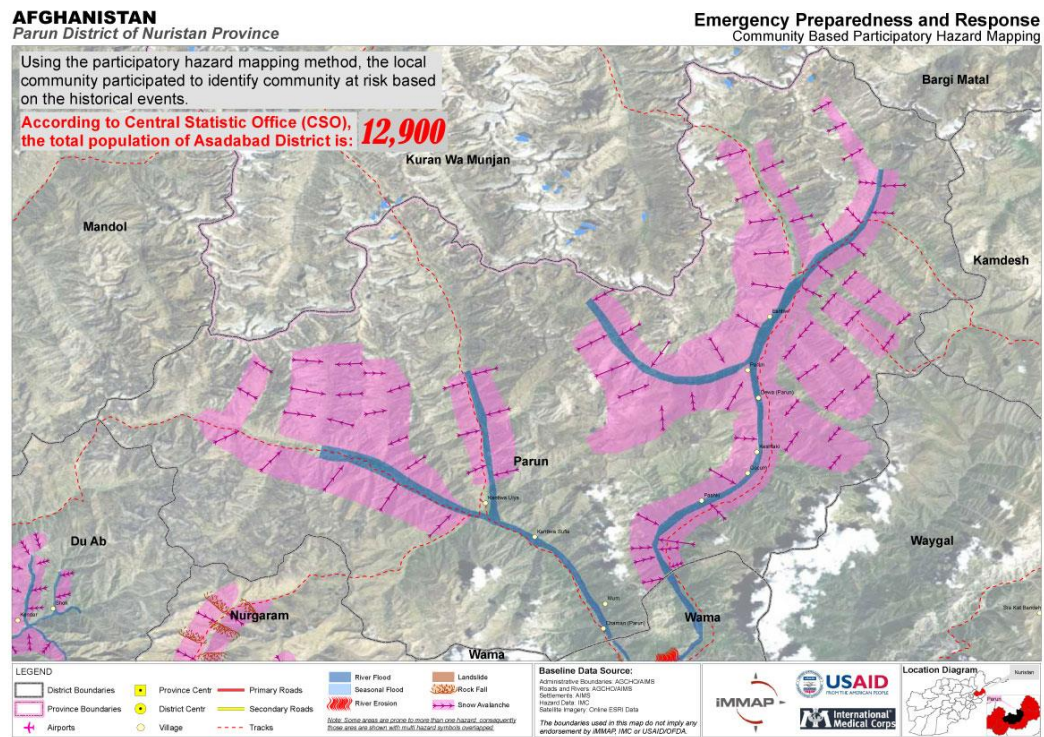 AFGHANISTAN
Parun District of Nuristan Province
Emergency Preparedness and Response
Community Based Participatory Hazard Mapping
Using the participatory hazard mapping method, the local
community participated to identify community at risk based
on the historical events.
According to Central Statistic Office (CSO),
the total population of Asadabad District is: 12,900
Bargi Matal
Kuran Wa Munjan
Mandol
Kamdesh
Parun
Dewa (Parun)
Parun
Du Ab
Waygal
Nurgaram
Wama
Wama
LEGEND
District Boundaries
Province Boundaries
Airports
Province Centr
District Centr
Village
Primary Roads
Secondary Roads
Tracks
River Flood
Seasonal Flood
River Erosion
Landslide
Rock Fall
Snow Avalanche
Note: Some areas are prone to more than one hazard, consequently
those areas are shown with multi hazard symbols overlapped.
Baseline Data Source:
Administrative Boundaries: AGCHO/AIMS
Roads and Rivers: AGCHO/AIMS
Settlements: AIMS
Hazard Data: IMC
Satellite Imagery: Online ESRI Data
The boundaries used in this map do not imply any
endorsement by iMMAP, IMC or USAID/OFDA.
iMMAP
USAID
FROM THE AMERICAN PEOPLE
International
Medical Corps
Location Diagram
Nuristan
Parun